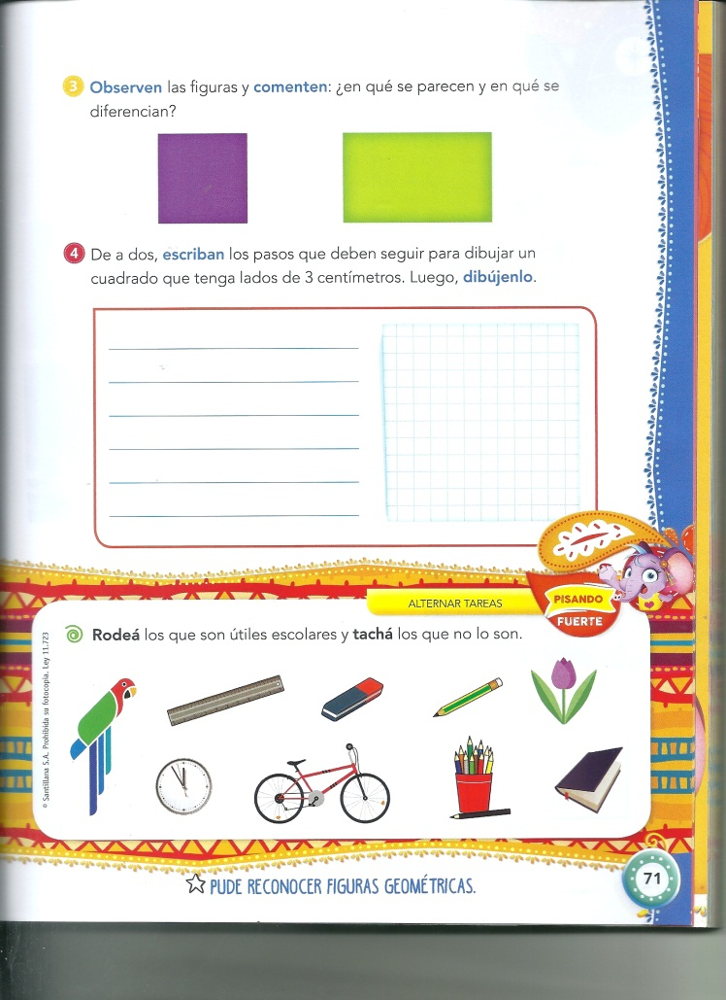 3 Observen las figuras y comenten: ¿en qué se parecen y en qué se
diferencian?
4 De a dos, escriban los pasos que deben seguir para dibujar un
cuadrado que tenga lados de 3 centímetros. Luego, dibújenlo.
ALTERNAR TAREAS
PISANDO
FUERTE
Rodeá los que son útiles escolares y tachá los que no lo son.
© Santillana S.A. Prohibida su fotocopia. Ley 11.723
PUDE RECONOCER FIGURAS GEOMÉTRICAS.
71